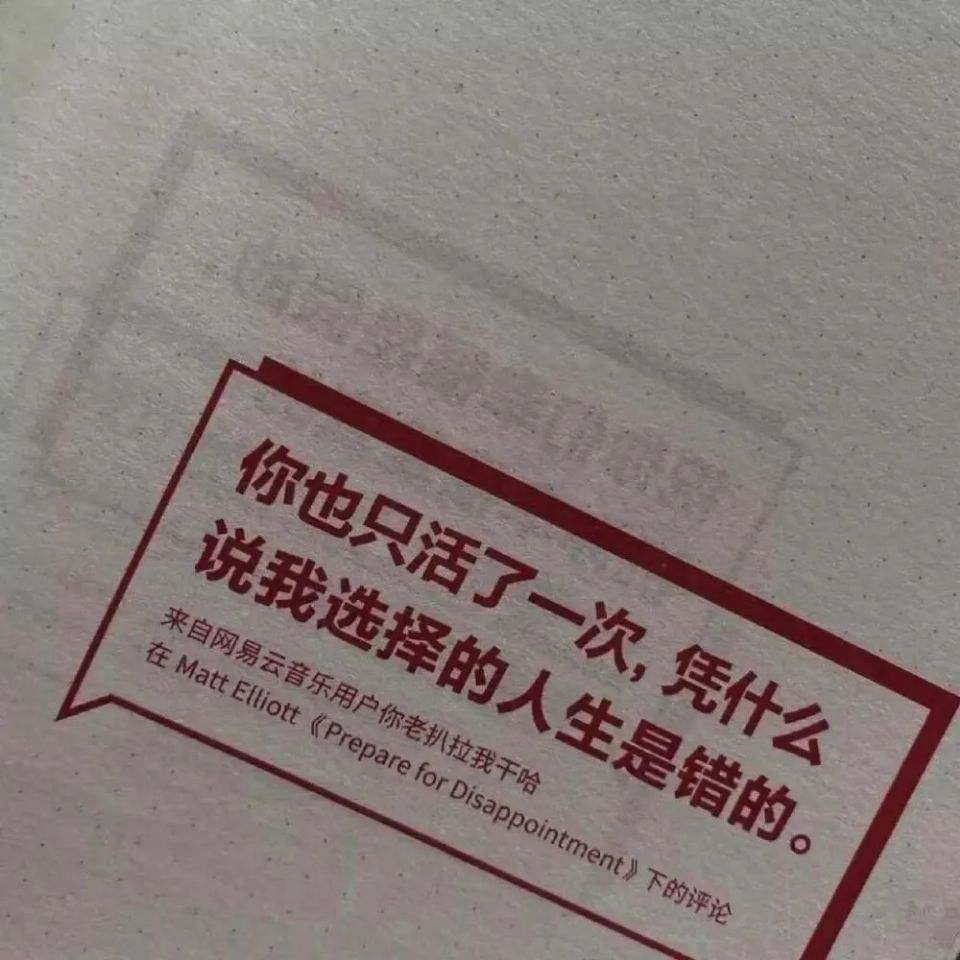 你也只活了一次，凭什么
说我选择的人生是错的。
来自网易云音乐用户你老扒拉我干哈
在 Matt Elliott《Prepare for Disappointment》下的评论